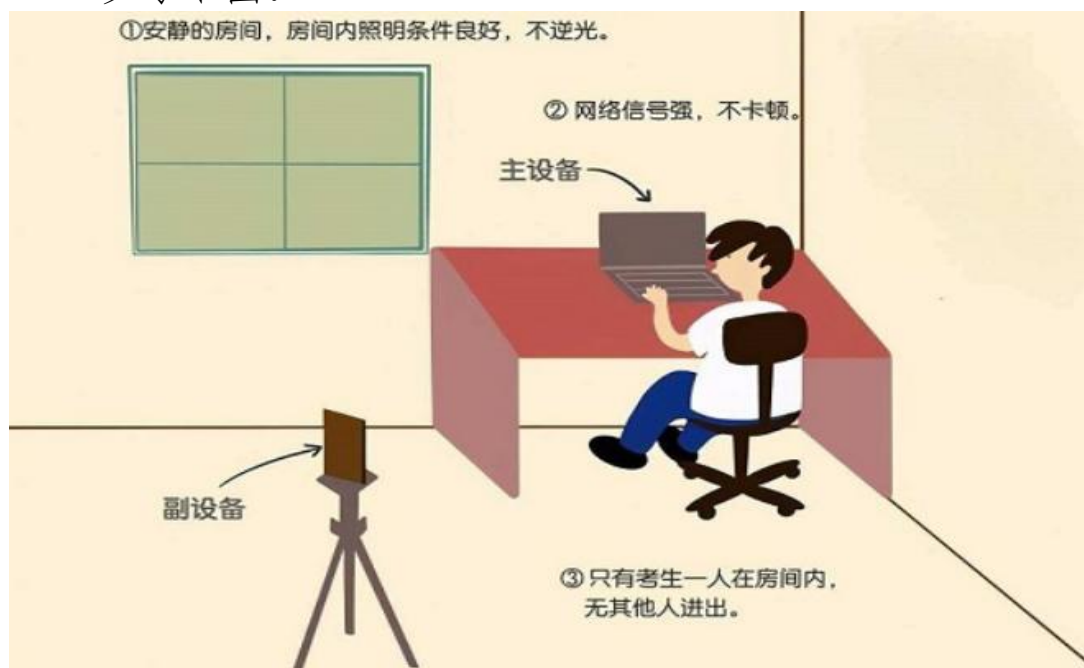 ①安静的房间，房间内照明条件良好，不逆光。
② 网络信号强，不卡顿。
主设备
副设备
③ 只有考生一人在房间内，
无其他人进出。